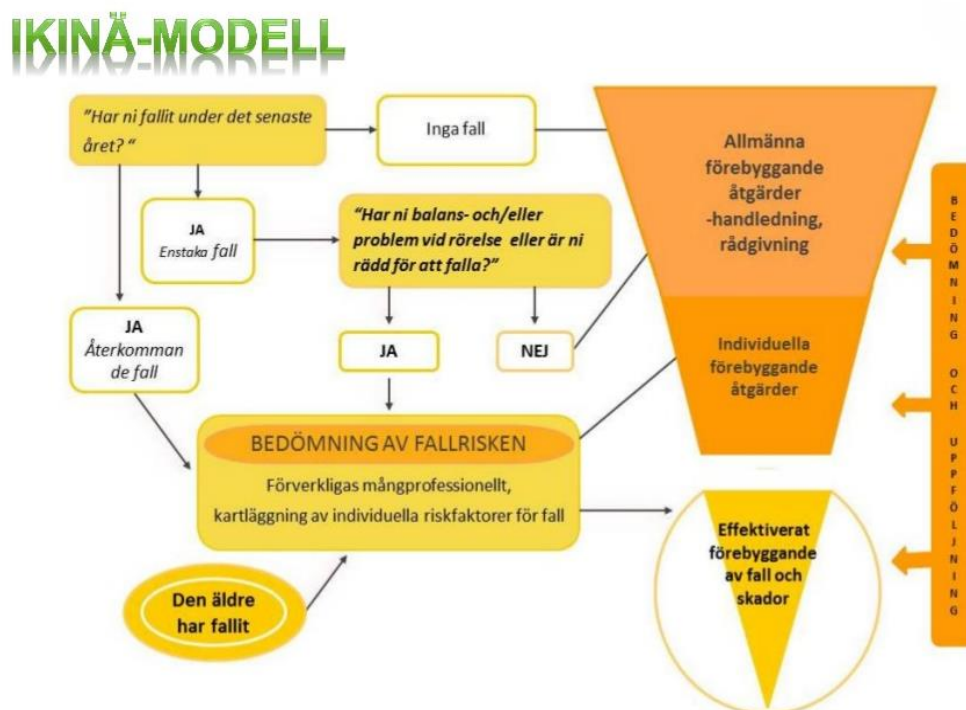 IKINÄ-MODELL
"Har ni fallit under det senaste
året? "
Inga fall
JA
Enstaka fall
"Har ni balans- och/eller
problem vid rörelse eller är ni
rädd för att falla?"
JA
Återkomman
de fall
JA
NEJ
BEDÖMNING AV FALLRISKEN
Förverkligas mångprofessionellt,
kartläggning av individuella riskfaktorer för fall
Den äldre
har fallit
Allmänna
förebyggande
åtgärder
-handledning,
rådgivning
Individuella
förebyggande
åtgärder
Effektiverat
förebyggande
av fall och
skador
BEDÖMNING OCH UPPFÖLJNING